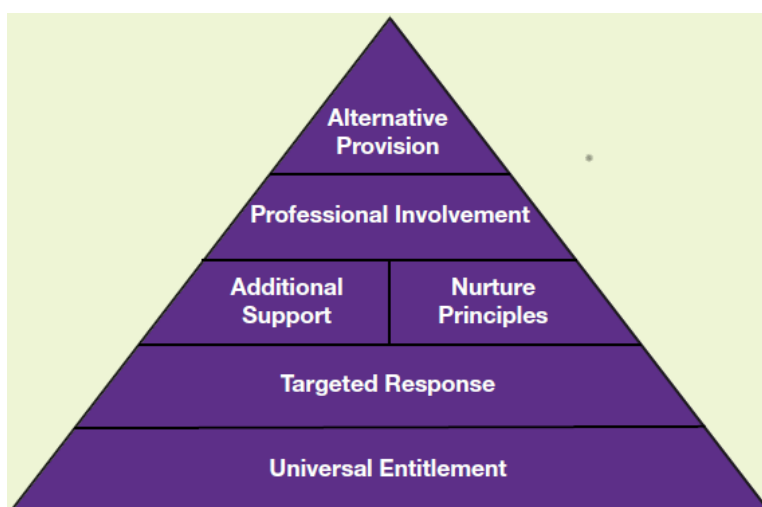 Alternative
Provision
Professional Involvement
Additional
Support
Nurture
Principles
Targeted Response
Universal Entitlement